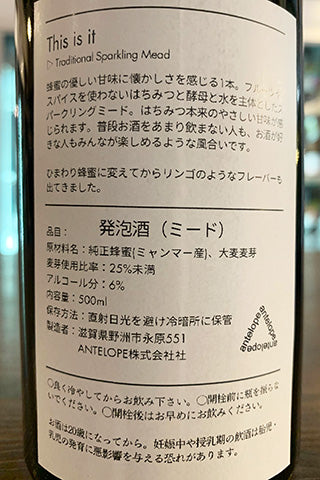 This is it
▷ Traditional Sparkling Mead
蜂蜜の優しい甘味に懐かしさを感じる1本。フルーツや
スパイスを使わないはちみつと酵母と水を主体としたス
パークリングミード。はちみつ本来のやさしい甘味が感
じられます。普段お酒をあまり飲まない人も、お酒が好
きな人もみんなが楽しめるような風合いです。
ひまわり蜂蜜に変えてからリンゴのようなフレーバーも
出てきました。
品目： 発泡酒（ミード）
原材料名：純正蜂蜜(ミャンマー産)、大麦麦芽
麦芽使用比率：25%未満
アルコール分：6%
内容量：500ml
保存方法：直射日光を避け冷暗所に保管
製造者：滋賀県野洲市永原551
ANTELOPE株式会社
antelope antelope antelope
○良く冷やしてからお飲み下さい。○開栓前に瓶を振らな
いでください。○開栓後はお早めにお飲みください。
お酒は20歳になってから。妊娠中や授乳期の飲酒は胎児・
乳児の発育に悪影響を与える恐れがあります。